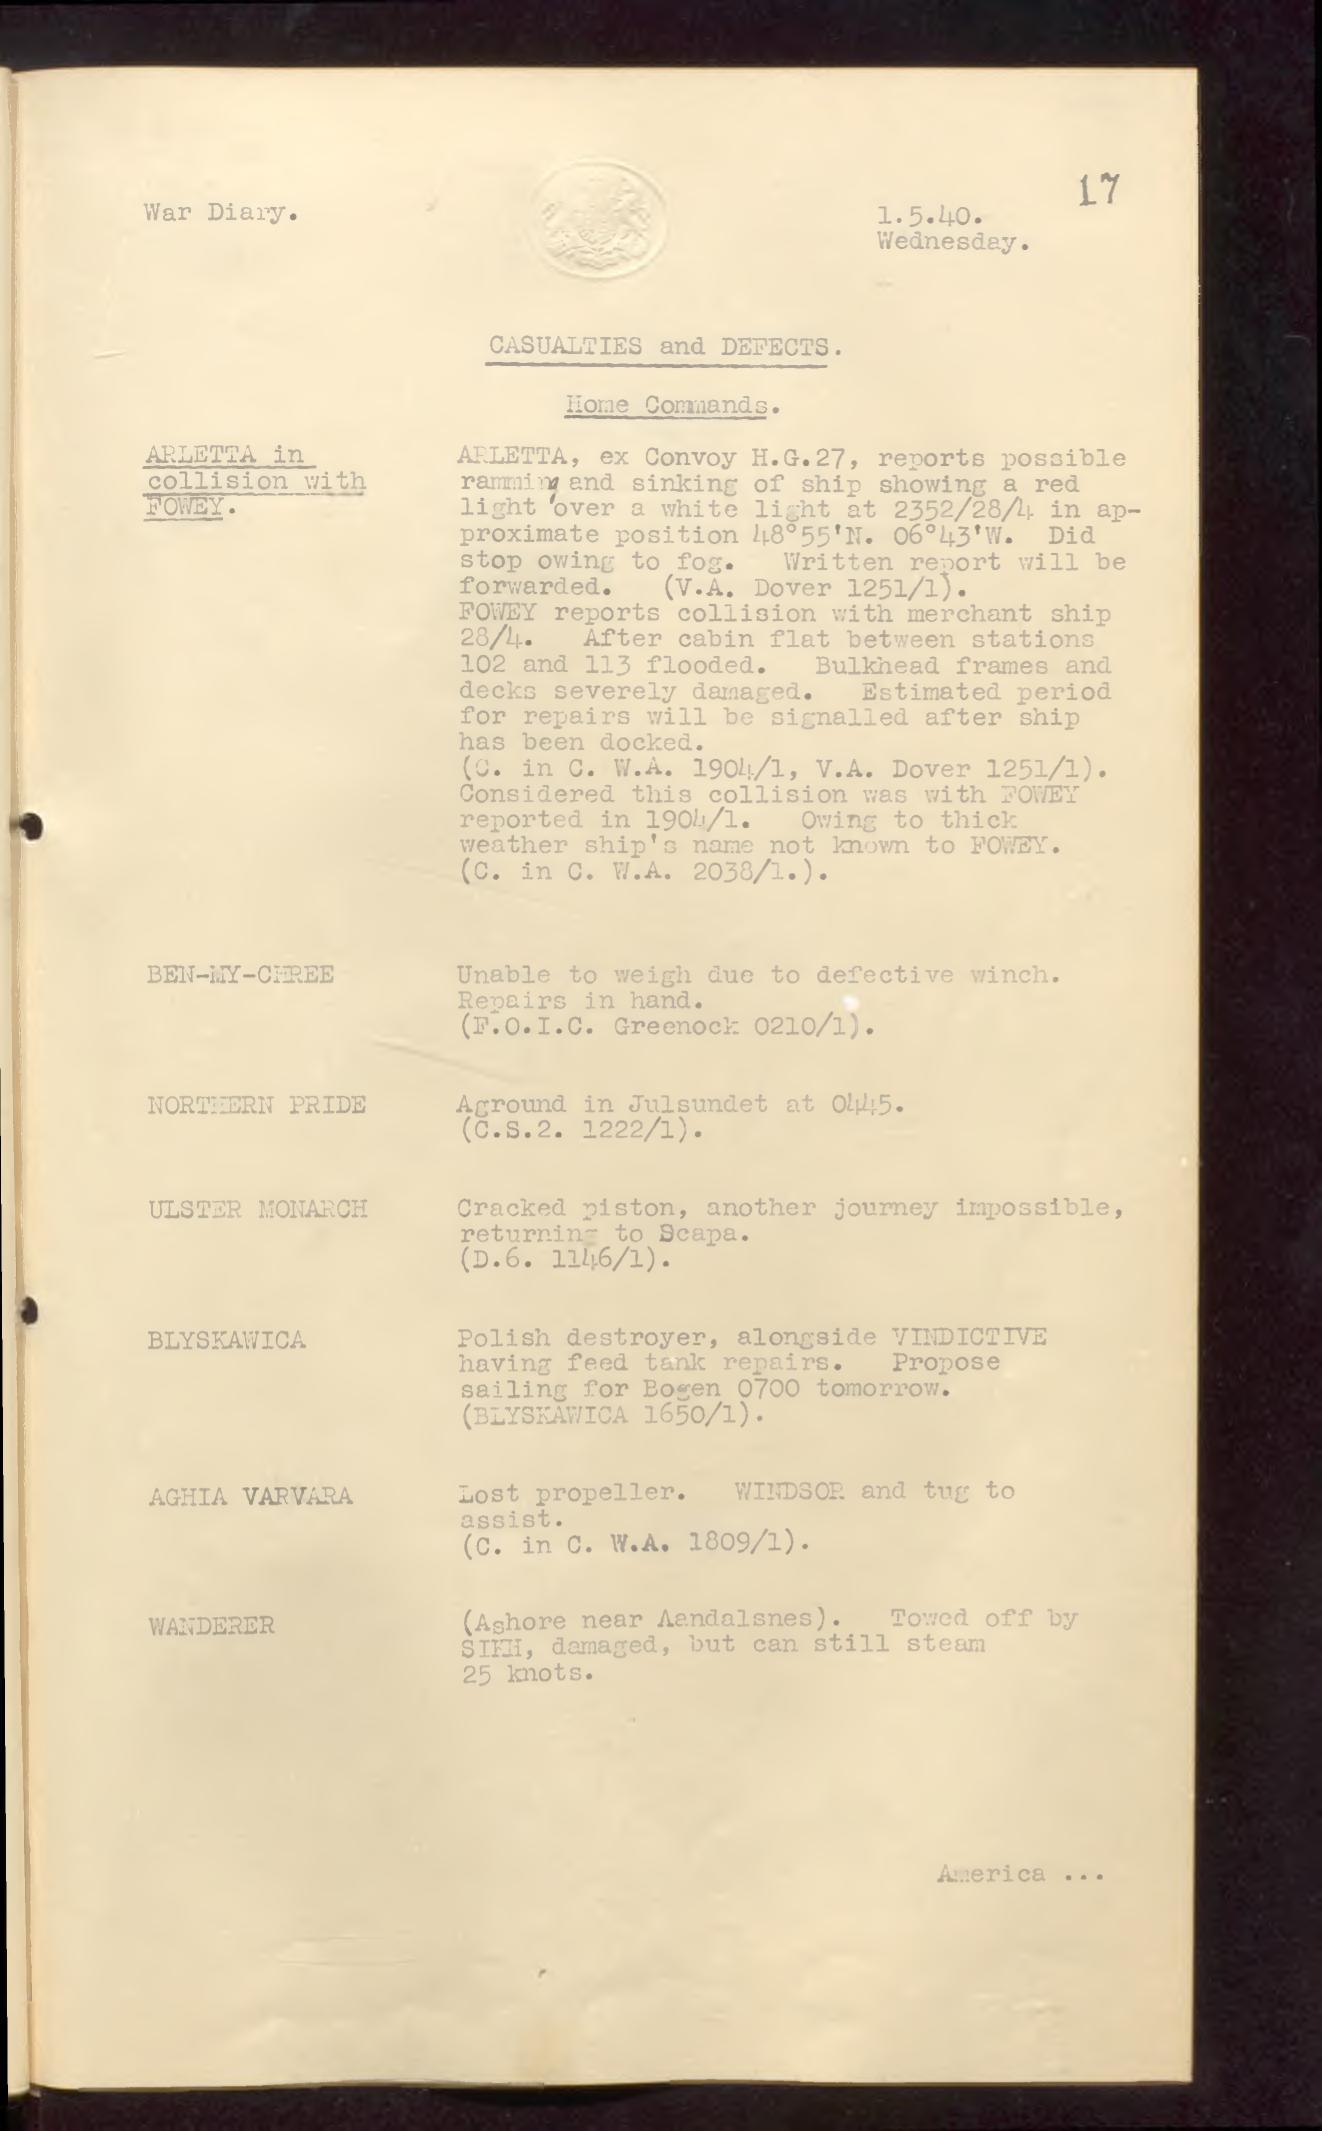 17
War Diary.
1.5.40.
Wednesday.
CASUALTIES and DEFECTS.
Home Commands.
ARLETTA in
collision with
FOWEY.
ARLETTA, ex Convoy H.G.27, reports possible
ramming and sinking of ship showing a red
light over a white light at 2352/28/4 in ap-
proximate position 48°55'N. 06°43'W. Did
stop owing to fog. Written report will be
forwarded. (V.A. Dover 1251/1).
FOWEY reports collision with merchant ship
28/4. After cabin flat between stations
102 and 113 flooded. Bulkhead frames and
decks severely damaged. Estimated period
for repairs will be signalled after ship
has been docked.
(C. in C. W.A. 1904/1, V.A. Dover 1251/1).
Considered this collision was with FOWEY
reported in 1904/1. Owing to thick
weather ship's name not known to FOWEY.
(C. in C. W.A. 2038/1.).
BEN-MY-CHREE
Unable to weigh due to defective winch.
Repairs in hand.
(F.O.I.C. Greenock 0210/1).
NORTHERN PRIDE
Aground in Julsundet at 0445.
(C.S.2. 1222/1).
ULSTER MONARCH
Cracked piston, another journey impossible,
returning to Scapa.
(D.6. 1146/1).
BLYSKAWICA
Polish destroyer, alongside VINDICTIVE
having feed tank repairs. Propose
sailing for Bogen 0700 tomorrow.
(BLYSKAWICA 1650/1).
AGHIA VARVARA
Lost propeller. WINDSOR and tug to
assist.
(C. in C. W.A. 1809/1).
WANDERER
(Ashore near Aandalsnes). Towed off by
SIKH, damaged, but can still steam
25 knots.
America ...